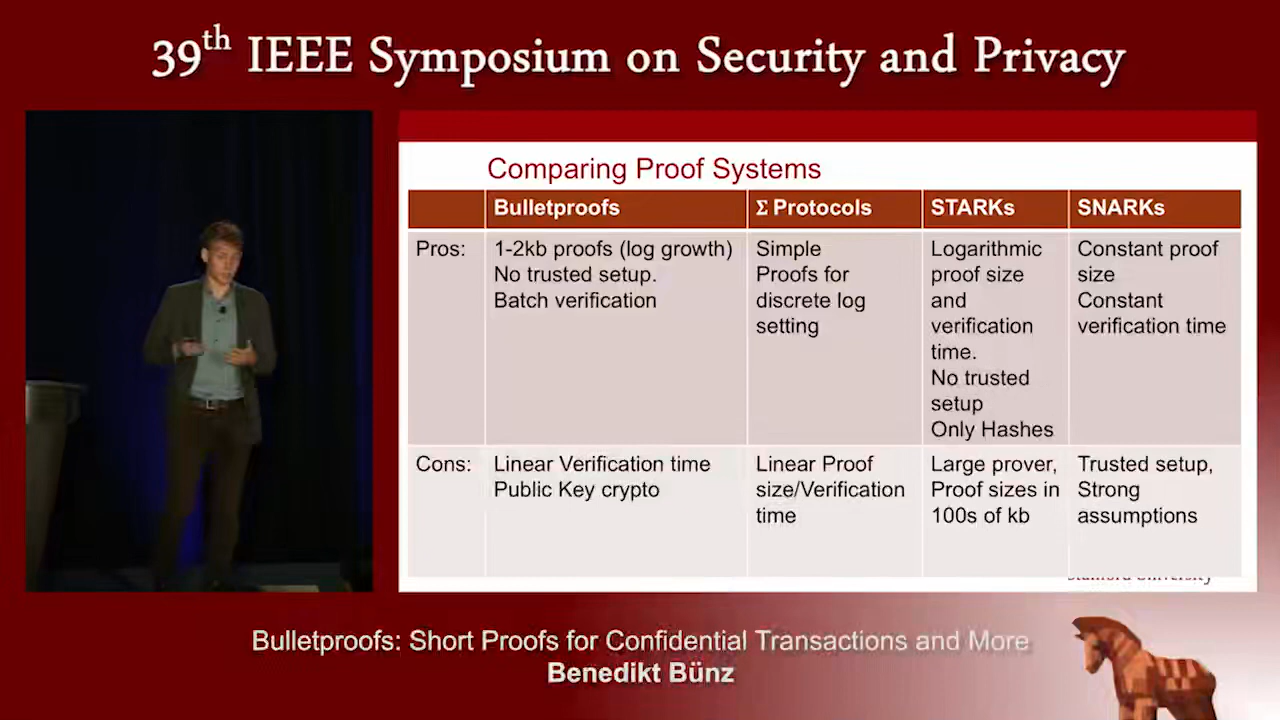 39th IEEE Symposium on Security and Privacy
Comparing Proof Systems
Bulletproofs
Σ Protocols
STARKs
SNARKs
Pros:
1-2kb proofs (log growth)
No trusted setup.
Batch verification
Simple
Proofs for
discrete log
setting
Logarithmic
proof size
and
verification
time.
No trusted
setup
Only Hashes
Constant proof
size
Constant
verification time
Cons:
Linear Verification time
Public Key crypto
Linear Proof
size/Verification
time
Large prover,
Proof sizes in
100s of kb
Trusted setup,
Strong
assumptions
Stanford University
Bulletproofs: Short Proofs for Confidential Transactions and More
Benedikt Bünz